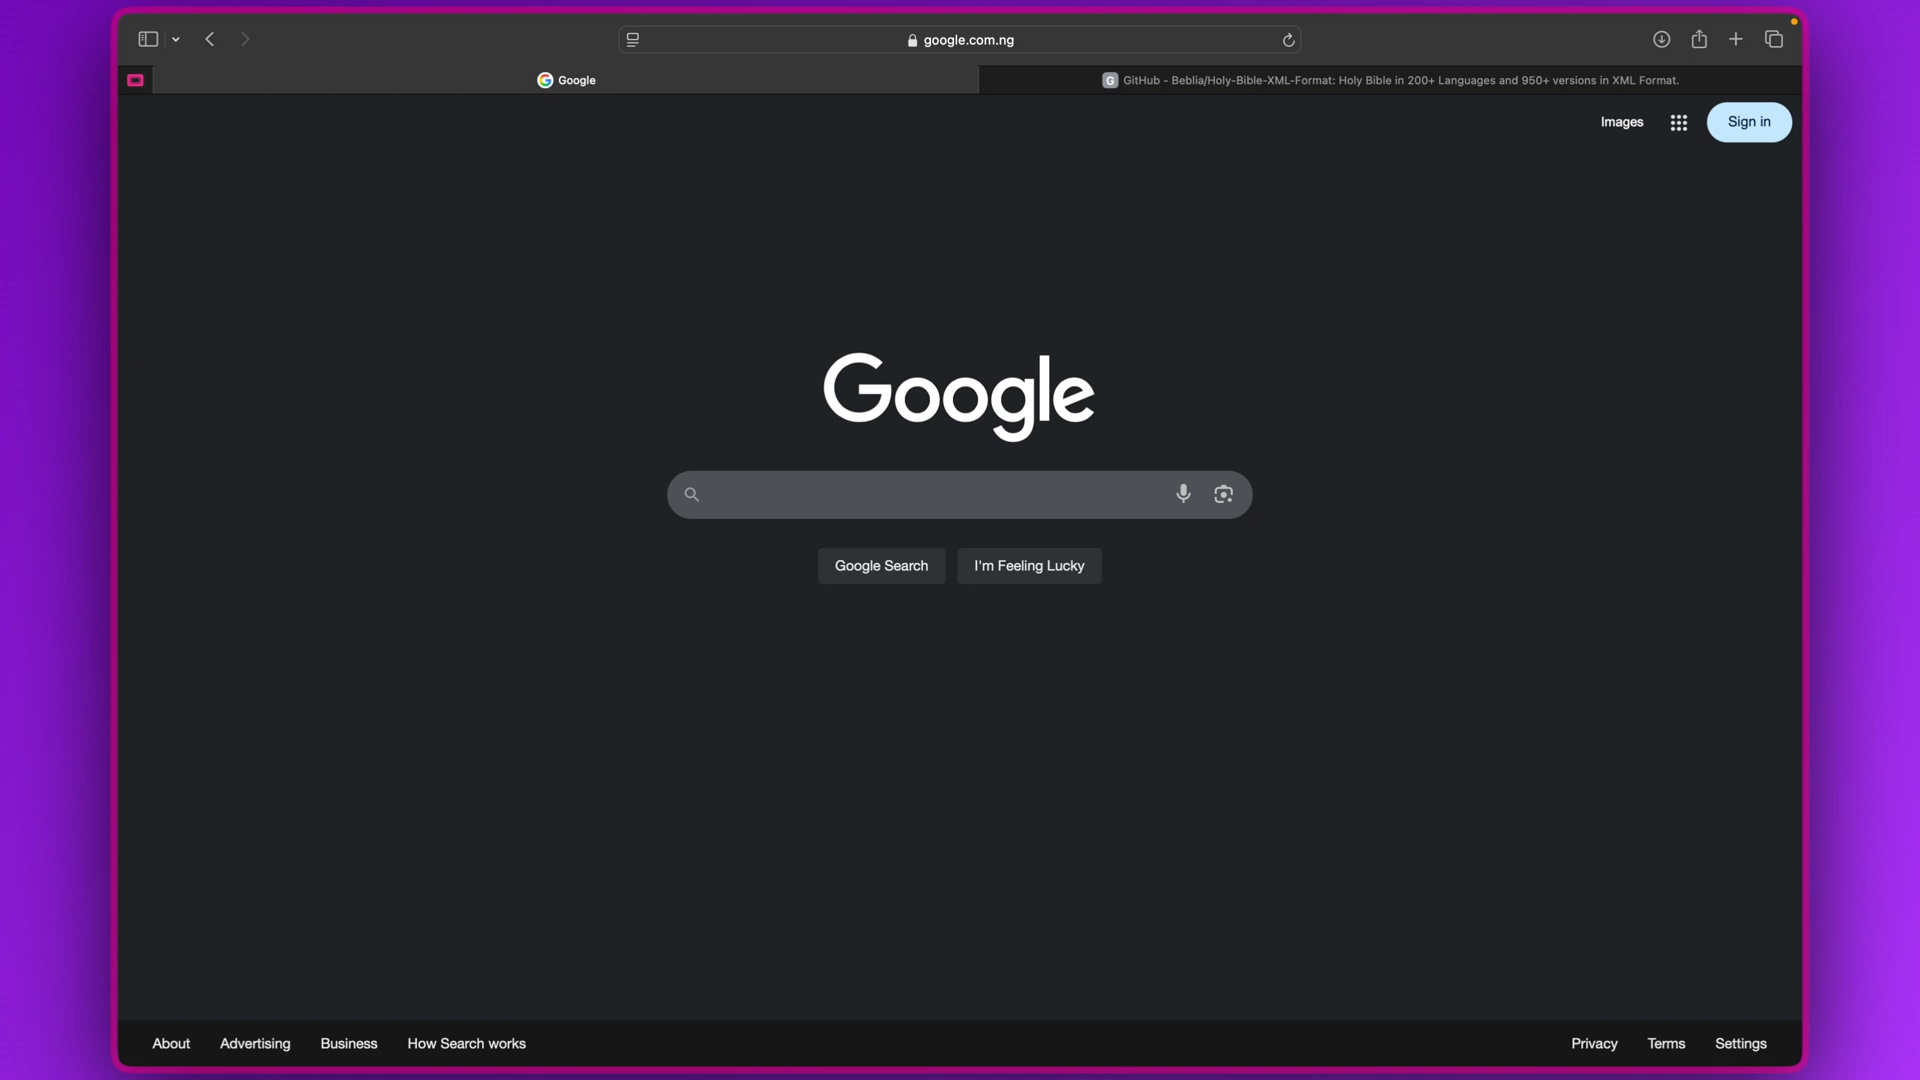 google.com.ng
Google
G GitHub - Beblia/Holy-Bible-XML-Format: Holy Bible in 200+ Languages and 950+ versions in XML Format.
Images
Sign in
Google
Google Search
I'm Feeling Lucky
About Advertising Business How Search works
Privacy Terms Settings